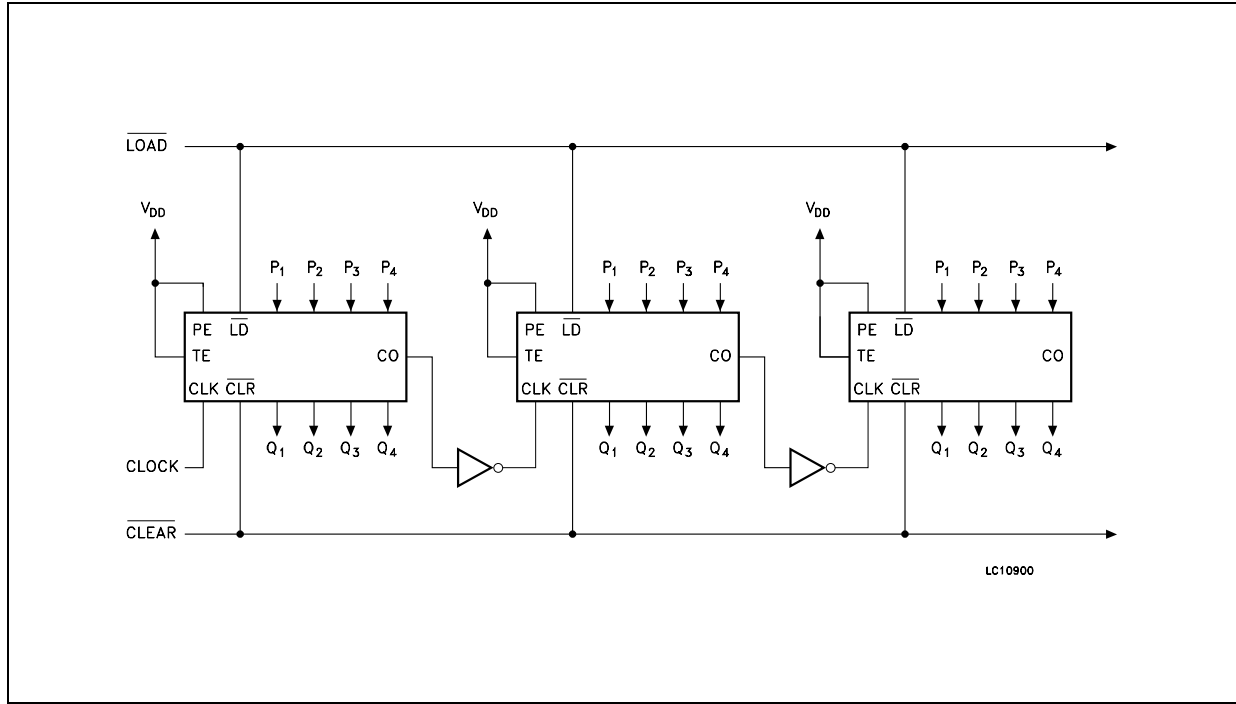 LOAD
VDD VDD VDD
P1 P2 P3 P4 P1 P2 P3 P4 P1 P2 P3 P4
PE LD PE LD PE LD
TE CO TE CO TE CO
CLK CLR CLK CLR CLK CLR
Q1 Q2 Q3 Q4 Q1 Q2 Q3 Q4 Q1 Q2 Q3 Q4
CLOCK
CLEAR
LC10900